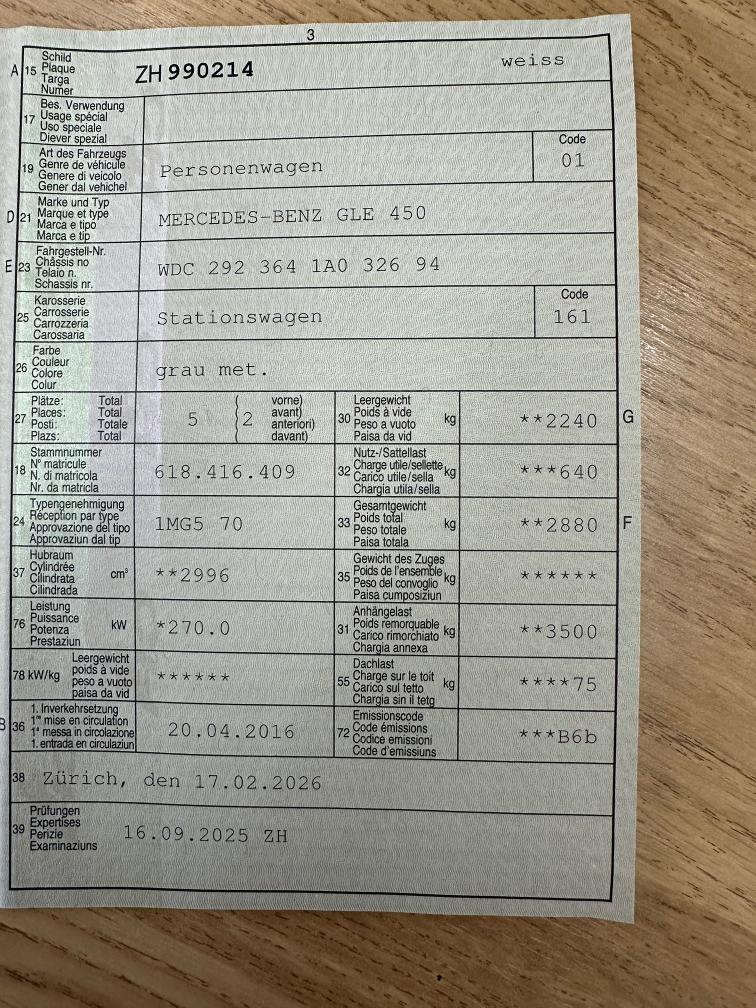 3
A 15 Schild
Plaque
Targa
Numer
ZH 990214 weiss
17 Bes. Verwendung
Usage spécial
Uso speciale
Diever spezial
19 Art des Fahrzeugs
Genre de véhicule
Genere di veicolo
Gener dal vehichel
Personenwagen
Code
01
D 21 Marke und Typ
Marque et type
Marca e tipo
Marca e tip
MERCEDES-BENZ GLE 450
E 23 Fahrgestell-Nr.
Châssis no
Telaio n.
Schassis nr.
WDC 292 364 1A0 326 94
25 Karosserie
Carrosserie
Carrozzeria
Carossaria
Stationswagen
Code
161
26 Farbe
Couleur
Colore
Colur
grau met.
27 Plätze: Total
Places: Total
Posti: Totale
Plazs: Total
5 ( 2 vorne)
avant)
anteriori)
davant)
30 Leergewicht
Poids à vide
Peso a vuoto
Paisa da vid
kg **2240 G
18 Stammnummer
N° matricule
N. di matricola
Nr. da matricla
618.416.409
32 Nutz-/Sattellast
Charge utile/sellette
Carico utile/sella
Chargia utila/sella
kg ***640
24 Typengenehmigung
Réception par type
Approvazione del tipo
Approvaziun dal tip
1MG5 70
33 Gesamtgewicht
Poids total
Peso totale
Paisa totala
kg **2880 F
37 Hubraum
Cylindrée
Cilindrata
Cilindrada
cm³ **2996
35 Gewicht des Zuges
Poids de l'ensemble
Peso del convoglio
Paisa cumposiziun
kg ******
76 Leistung
Puissance
Potenza
Prestaziun
kW *270.0
31 Anhängelast
Poids remorquable
Carico rimorchiato
Chargia annexa
kg **3500
78 kW/kg Leergewicht
poids à vide
peso a vuoto
paisa da vid
******
55 Dachlast
Charge sur le toit
Carico sul tetto
Chargia sin il tetg
kg ****75
B 36 1. Inverkehrsetzung
1re mise en circulation
1a messa in circolazione
1. entrada en circulaziun
20.04.2016
72 Emissionscode
Code émissions
Codice emissioni
Code d'emissiuns
***B6b
38 Zürich, den 17.02.2026
39 Prüfungen
Expertises
Perizie
Examinaziuns
16.09.2025 ZH